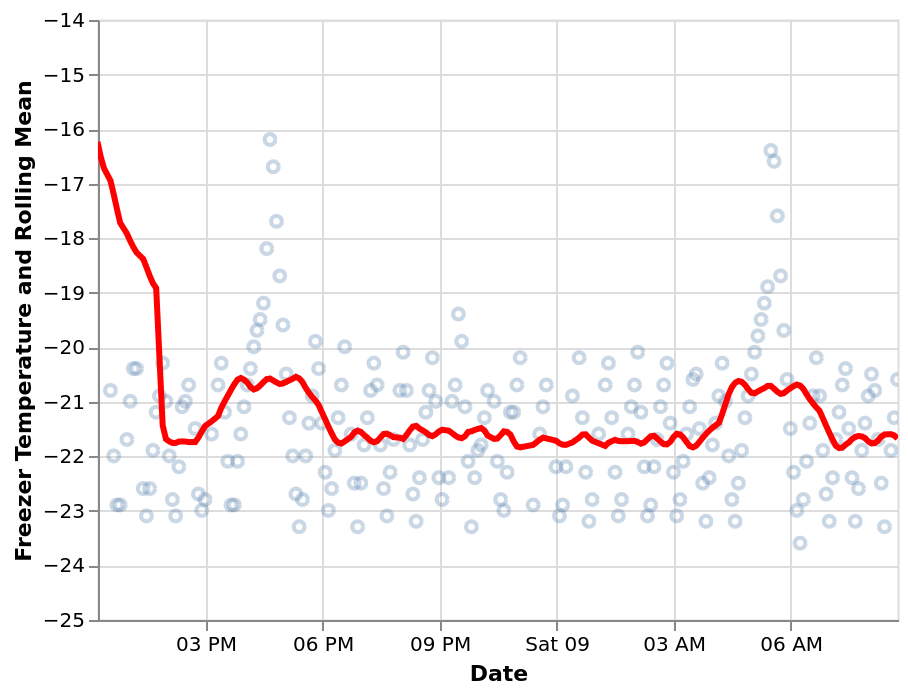 Freezer Temperature and Rolling Mean
−14
−15
−16
−17
−18
−19
−20
−21
−22
−23
−24
−25
03 PM
06 PM
09 PM
Sat 09
03 AM
06 AM
Date